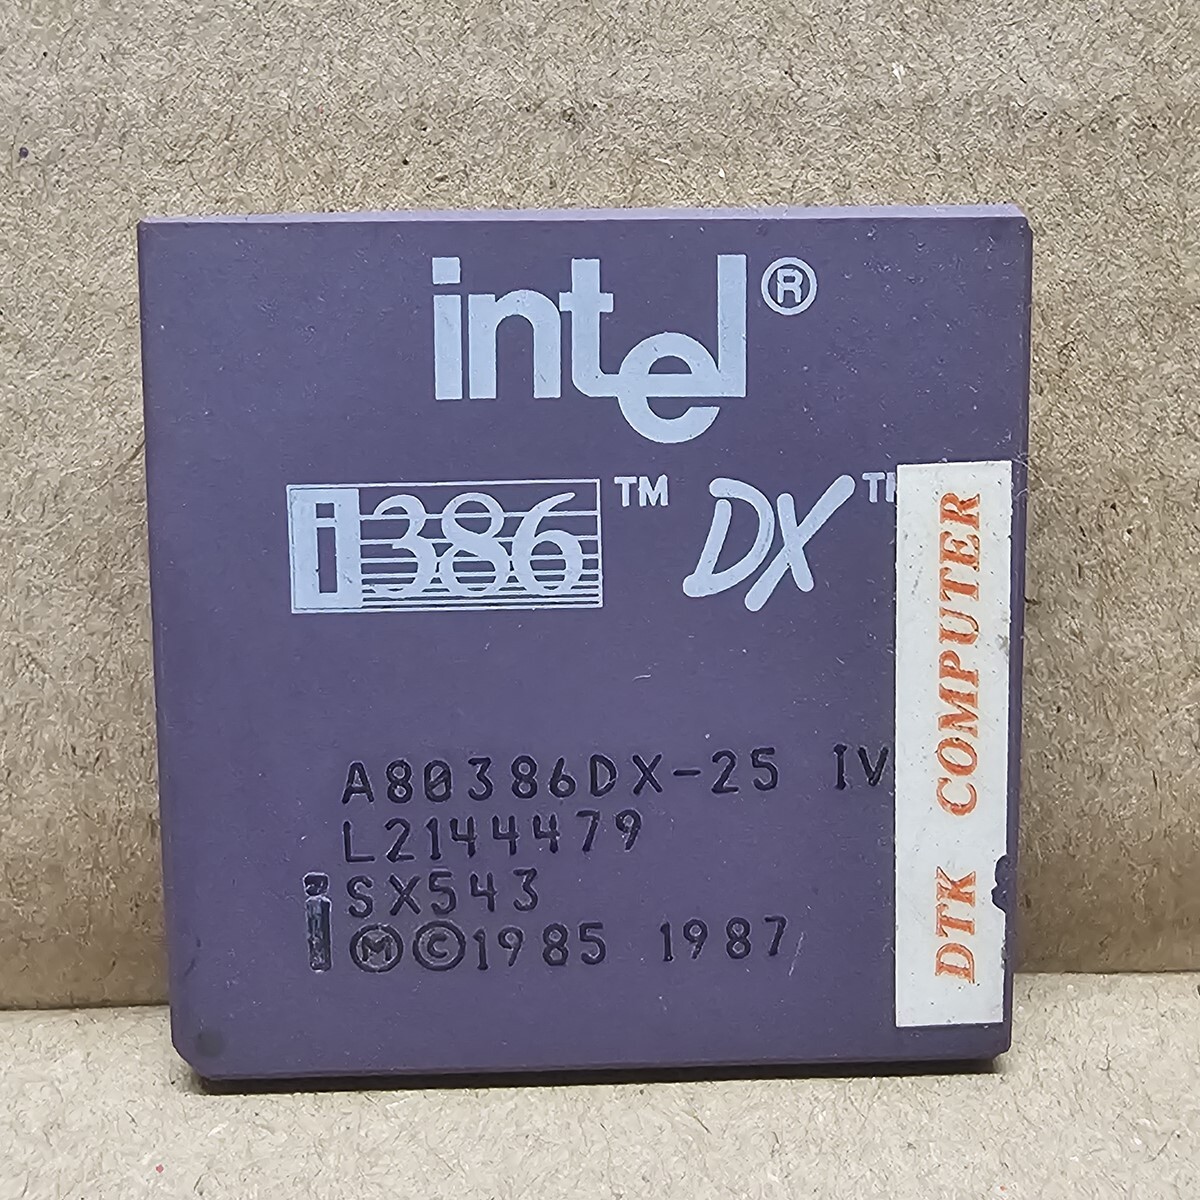 intel®
i386™ DX™
A80386DX-25 IV
L2144479
i SX543
Ⓜ©1985 1987
DTK COMPUTER